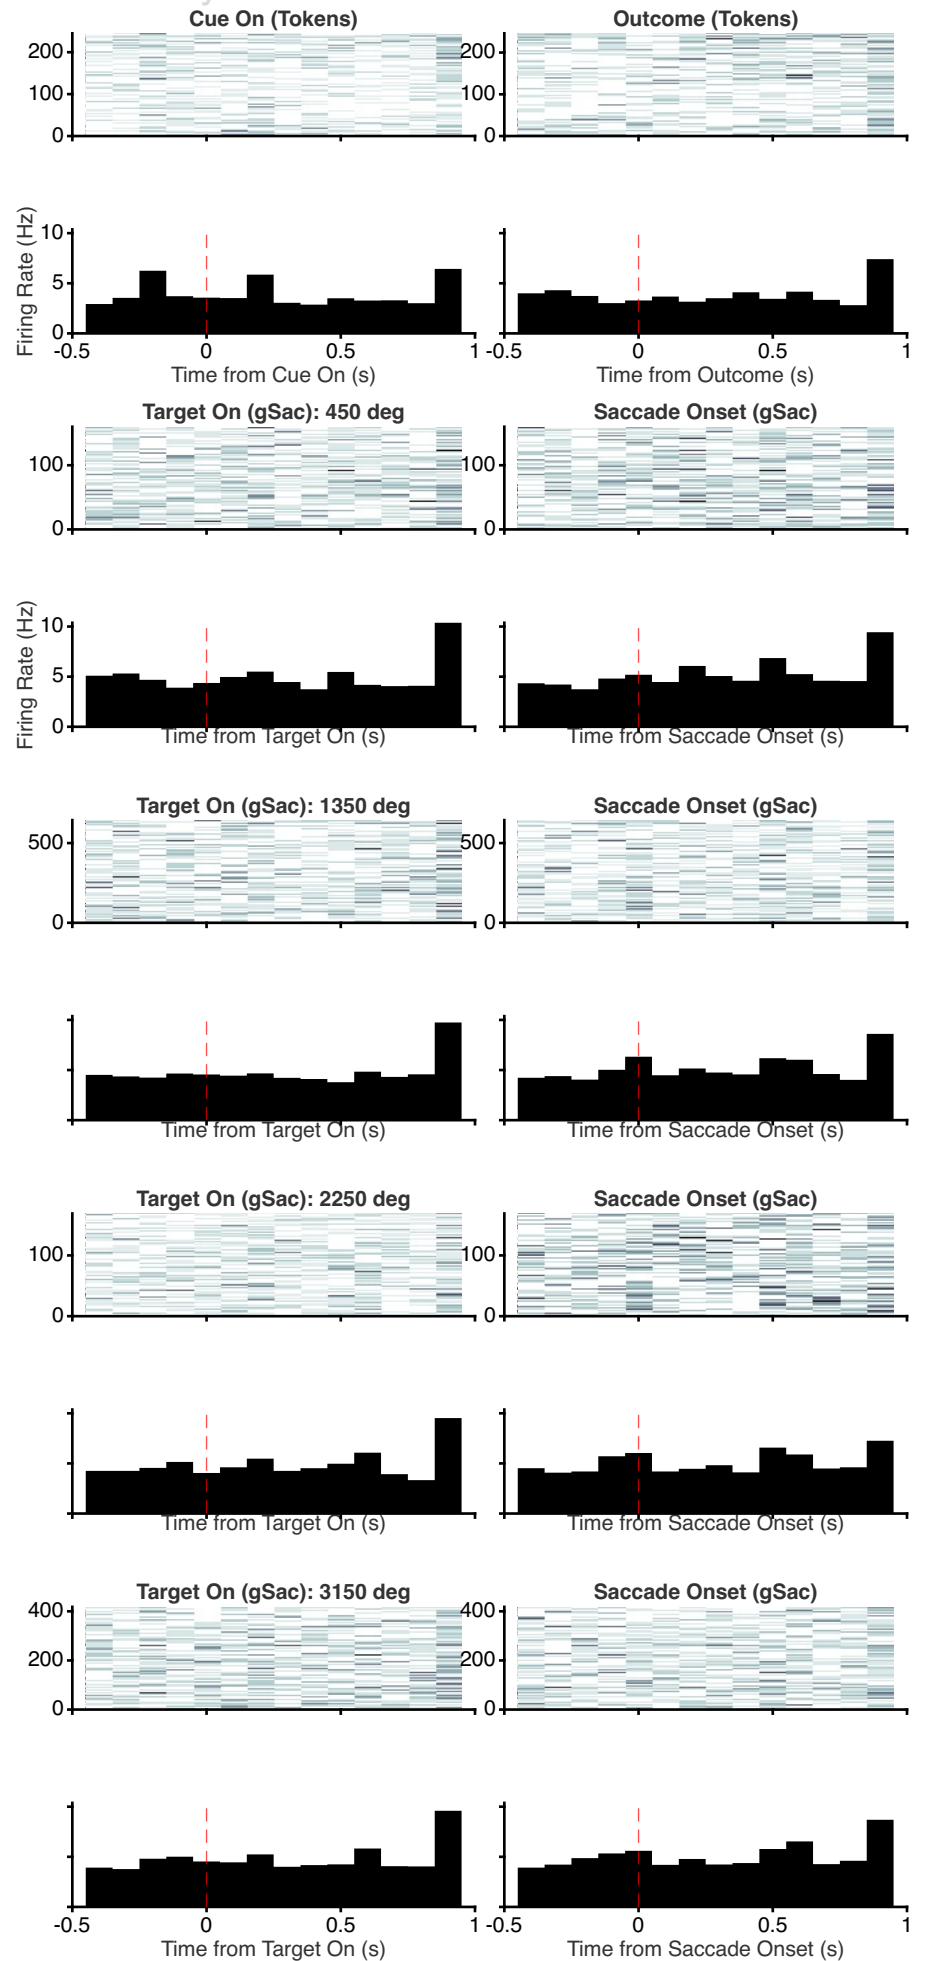 Cue On (Tokens) Outcome (Tokens)
200 200
100 100
0 0
Firing Rate (Hz)
10
5
0
-0.5 0 0.5 1 -0.5 0 0.5 1
Time from Cue On (s) Time from Outcome (s)
Target On (gSac): 450 deg Saccade Onset (gSac)
100 100
0 0
Firing Rate (Hz)
10
5
0
Time from Target On (s) Time from Saccade Onset (s)
Target On (gSac): 1350 deg Saccade Onset (gSac)
500 500
0 0
Time from Target On (s) Time from Saccade Onset (s)
Target On (gSac): 2250 deg Saccade Onset (gSac)
100 100
0 0
Time from Target On (s) Time from Saccade Onset (s)
Target On (gSac): 3150 deg Saccade Onset (gSac)
400 400
200 200
0 0
-0.5 0 0.5 1 -0.5 0 0.5 1
Time from Target On (s) Time from Saccade Onset (s)